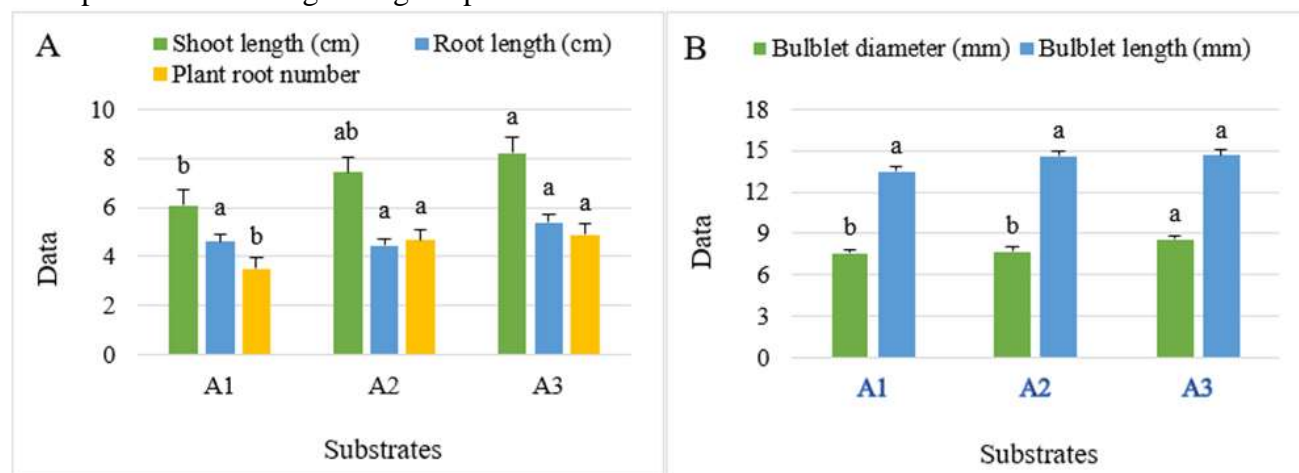 A
Shoot length (cm) Root length (cm)
Plant root number
10
8
6
4
2
0
Data
b
a
b
ab
a
a
a
a
a
A1 A2 A3
Substrates
B
Bulblet diameter (mm) Bulblet length (mm)
18
15
12
9
6
3
0
Data
b
a
b
a
a
a
A1 A2 A3
Substrates